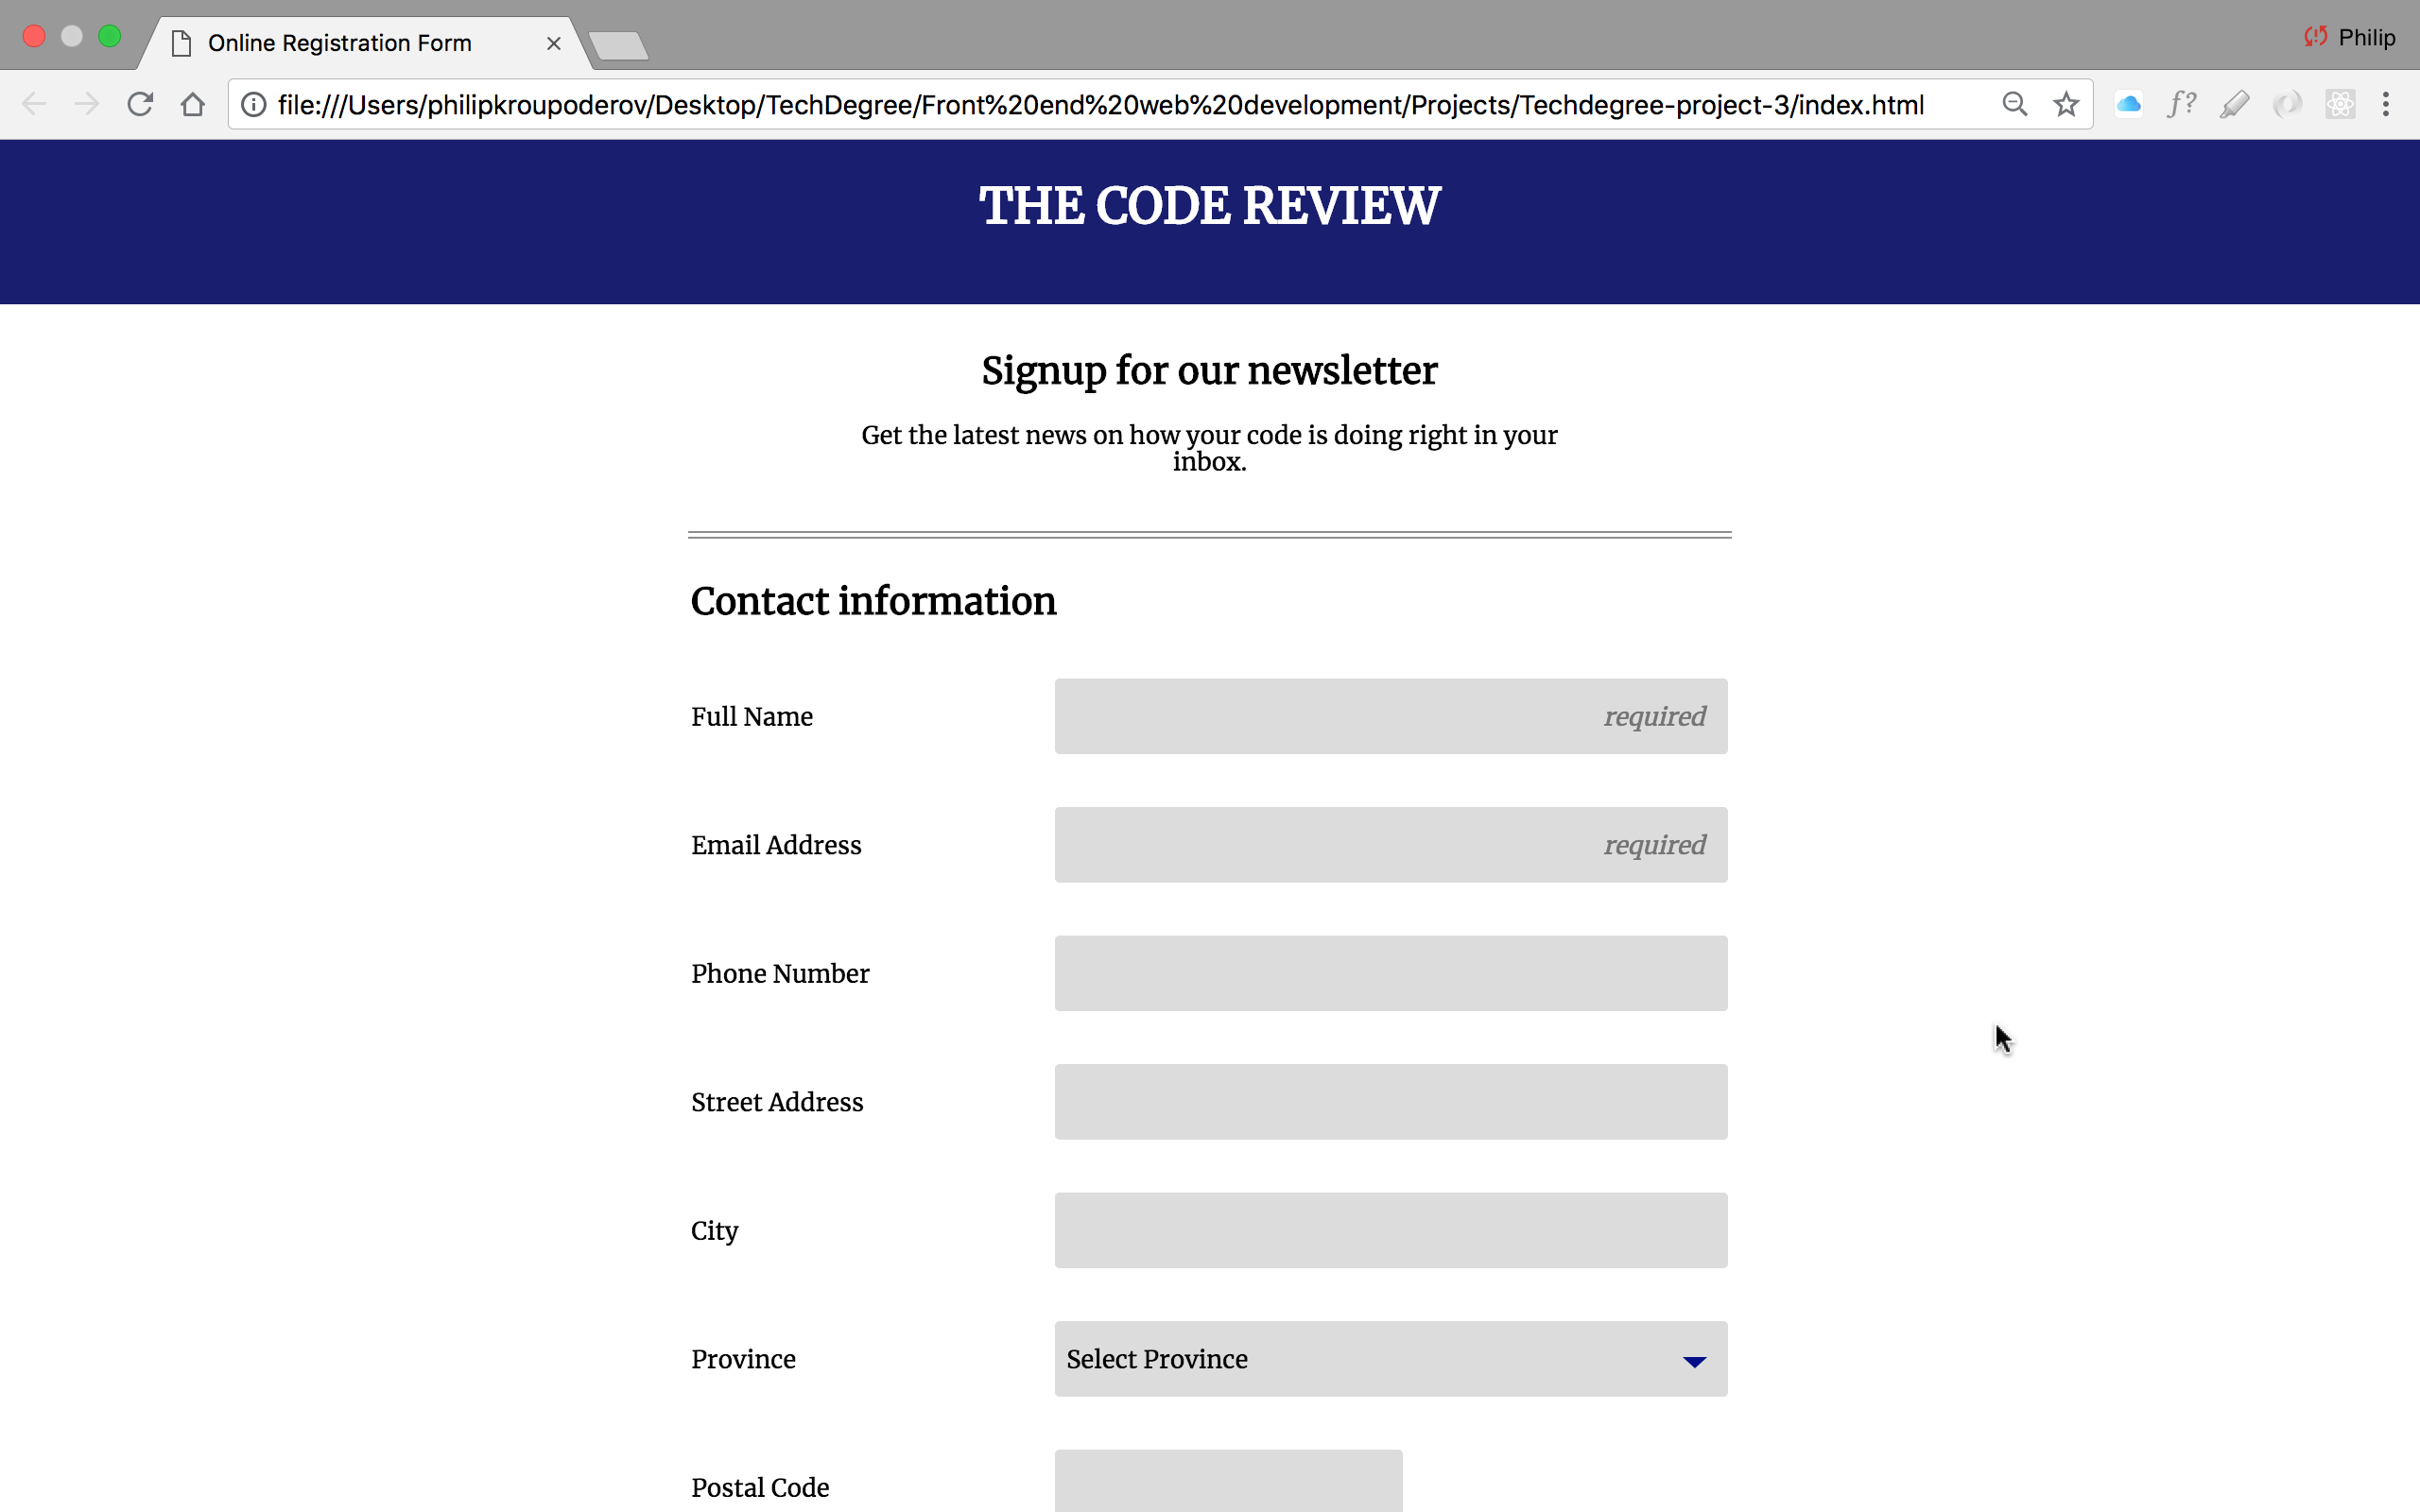 Online Registration Form
Philip
file:///Users/philipkroupoderov/Desktop/TechDegree/Front%20end%20web%20development/Projects/Techdegree-project-3/index.html
f?
THE CODE REVIEW
Signup for our newsletter
Get the latest news on how your code is doing right in your
inbox.
Contact information
Full Name
required
Email Address
required
Phone Number
Street Address
City
Province
Select Province
Postal Code